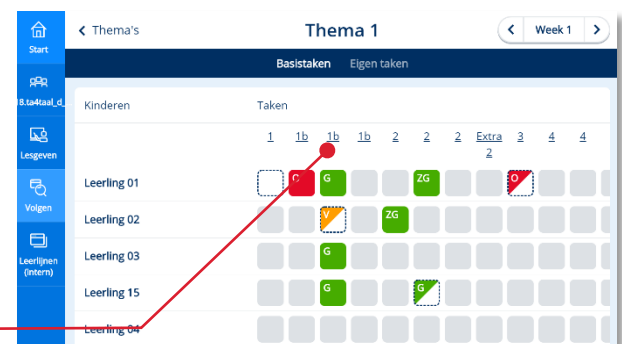 Start
18.ta4taal_d_
Lesgeven
Volgen
Leerlijnen
(intern)
Thema's
Thema 1
Week 1
Basistaken Eigen taken
Kinderen Taken
1 1b 1b 1b 2 2 2 Extra 2 3 4 4
Leerling 01 O G ZG O
Leerling 02 V ZG
Leerling 03 G
Leerling 15 G G
Leerling 04